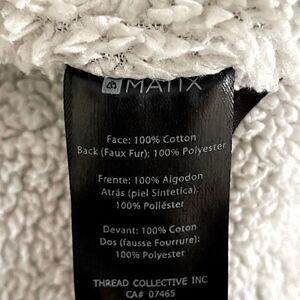 MATIX
Face: 100% Cotton
Back (Faux Fur): 100% Polyester
Frente: 100% Algodon
Atrás (piel Sintetica):
100% Poliéster
Devant: 100% Coton
Dos (fausse Fourrure):
100% Polyester
THREAD COLLECTIVE INC
CA# 07465